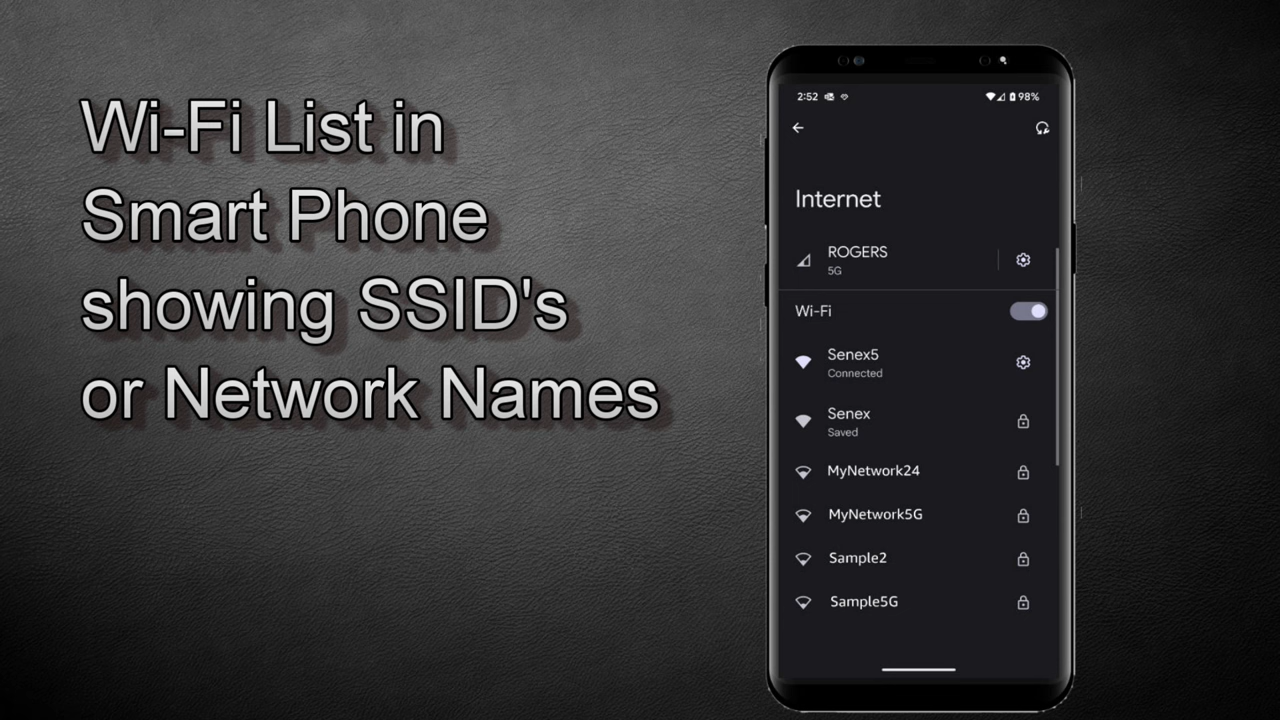 Wi-Fi List in
Smart Phone
showing SSID's
or Network Names
2:52
98%
Internet
ROGERS
5G
Wi-Fi
Senex5
Connected
Senex
Saved
MyNetwork24
MyNetwork5G
Sample2
Sample5G